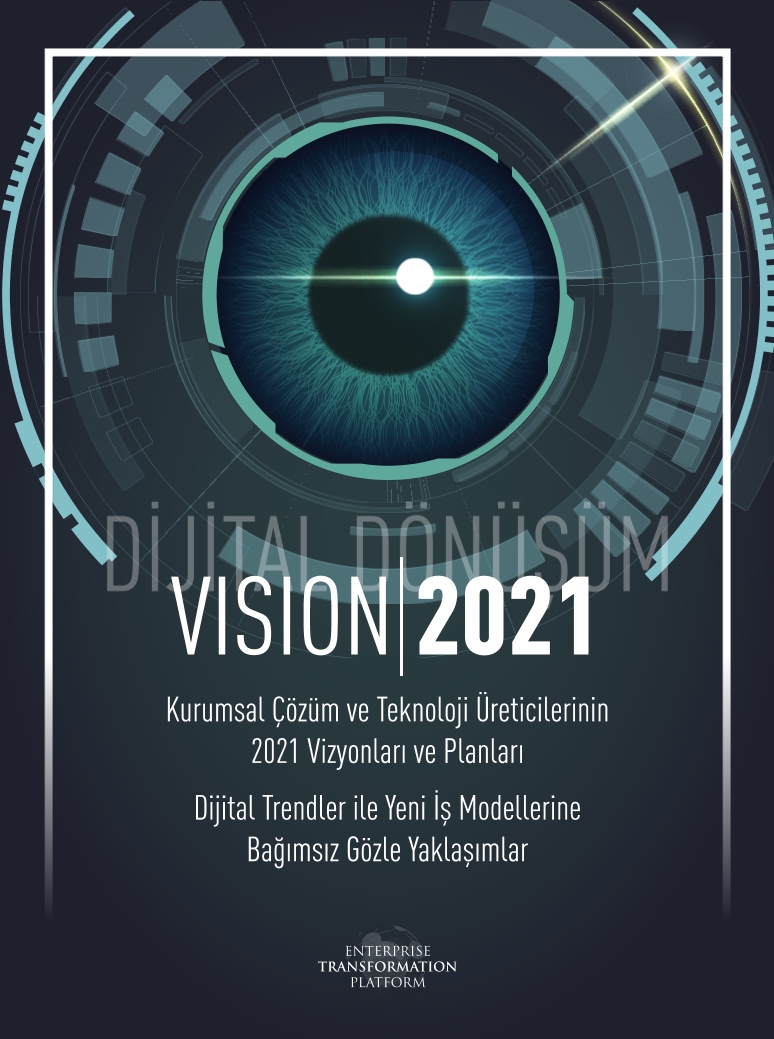 DİJİTAL DÖNÜŞÜM
VISION|2021
Kurumsal Çözüm ve Teknoloji Üreticilerinin
2021 Vizyonları ve Planları
Dijital Trendler ile Yeni İş Modellerine
Bağımsız Gözle Yaklaşımlar
ENTERPRISE
TRANSFORMATION
PLATFORM